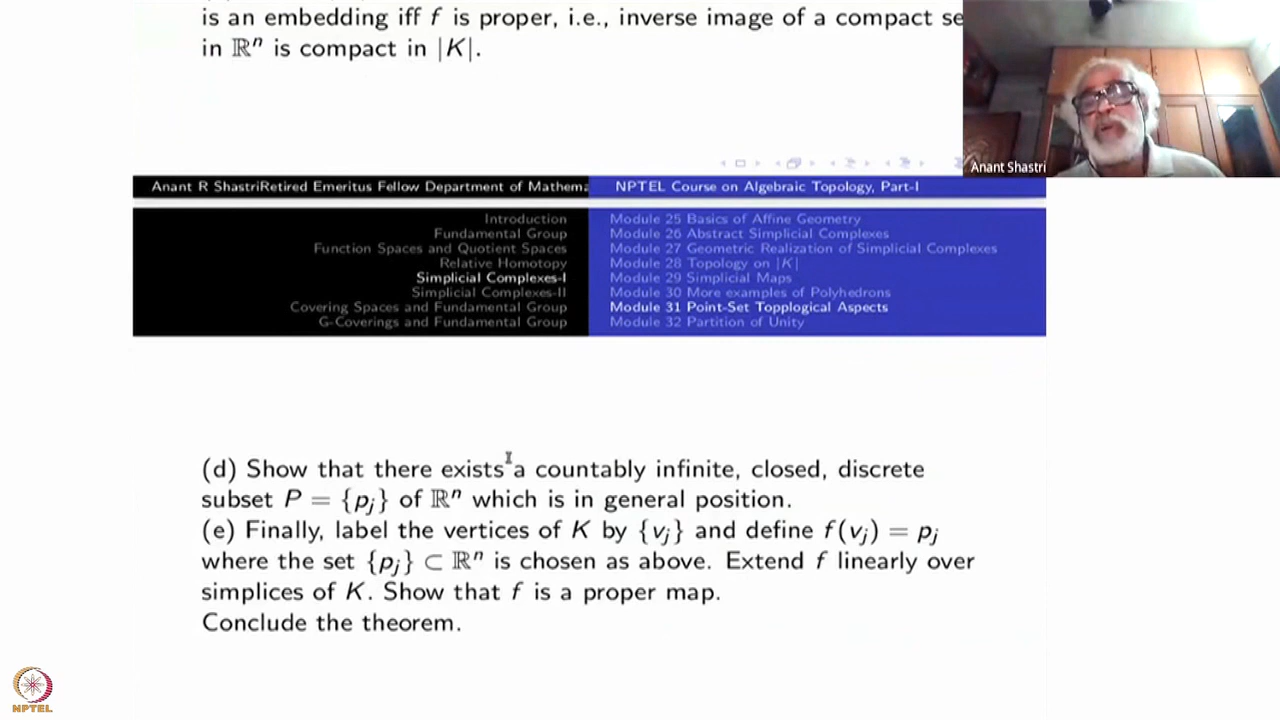 is an embedding iff f is proper, i.e., inverse image of a compact se
in ℝⁿ is compact in |K|.
Anant Shastri
Anant R ShastriRetired Emeritus Fellow Department of Mathema
NPTEL Course on Algebraic Topology, Part-I
Introduction
Fundamental Group
Function Spaces and Quotient Spaces
Relative Homotopy
Simplicial Complexes-I
Simplicial Complexes-II
Covering Spaces and Fundamental Group
G-Coverings and Fundamental Group
Module 25 Basics of Affine Geometry
Module 26 Abstract Simplicial Complexes
Module 27 Geometric Realization of Simplicial Complexes
Module 28 Topology on |K|
Module 29 Simplicial Maps
Module 30 More examples of Polyhedrons
Module 31 Point-Set Topplogical Aspects
Module 32 Partition of Unity
(d) Show that there exists a countably infinite, closed, discrete
subset P = {pⱼ} of ℝⁿ which is in general position.
(e) Finally, label the vertices of K by {vⱼ} and define f(vⱼ) = pⱼ
where the set {pⱼ} ⊂ ℝⁿ is chosen as above. Extend f linearly over
simplices of K. Show that f is a proper map.
Conclude the theorem.
NPTEL